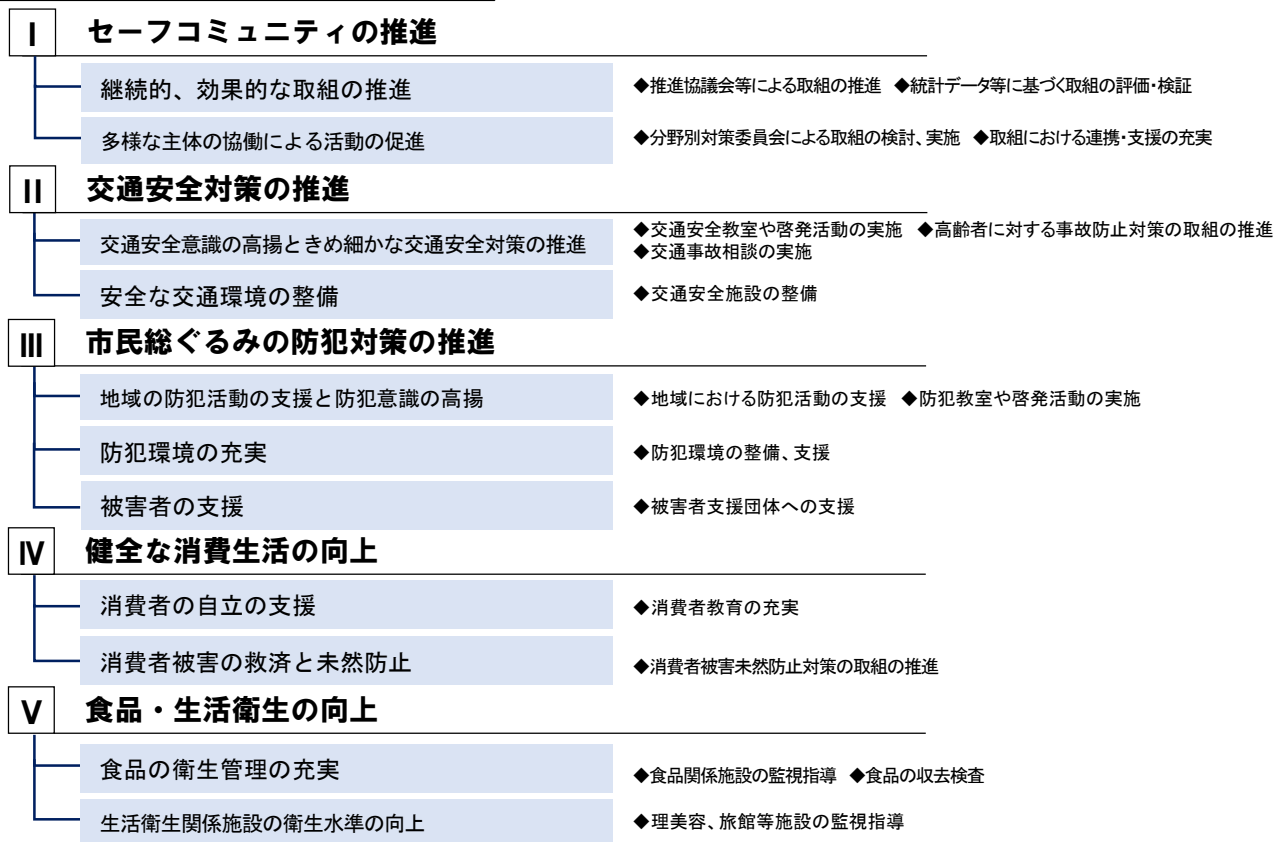 I セーフコミュニティの推進
継続的、効果的な取組の推進 ◆推進協議会等による取組の推進 ◆統計データ等に基づく取組の評価・検証
多様な主体の協働による活動の促進 ◆分野別対策委員会による取組の検討、実施 ◆取組における連携・支援の充実
II 交通安全対策の推進
交通安全意識の高揚ときめ細かな交通安全対策の推進 ◆交通安全教室や啓発活動の実施 ◆高齢者に対する事故防止対策の取組の推進
◆交通事故相談の実施
安全な交通環境の整備 ◆交通安全施設の整備
III 市民総ぐるみの防犯対策の推進
地域の防犯活動の支援と防犯意識の高揚 ◆地域における防犯活動の支援 ◆防犯教室や啓発活動の実施
防犯環境の充実 ◆防犯環境の整備、支援
被害者の支援 ◆被害者支援団体への支援
IV 健全な消費生活の向上
消費者の自立の支援 ◆消費者教育の充実
消費者被害の救済と未然防止 ◆消費者被害未然防止対策の取組の推進
V 食品・生活衛生の向上
食品の衛生管理の充実 ◆食品関係施設の監視指導 ◆食品の収去検査
生活衛生関係施設の衛生水準の向上 ◆理美容、旅館等施設の監視指導